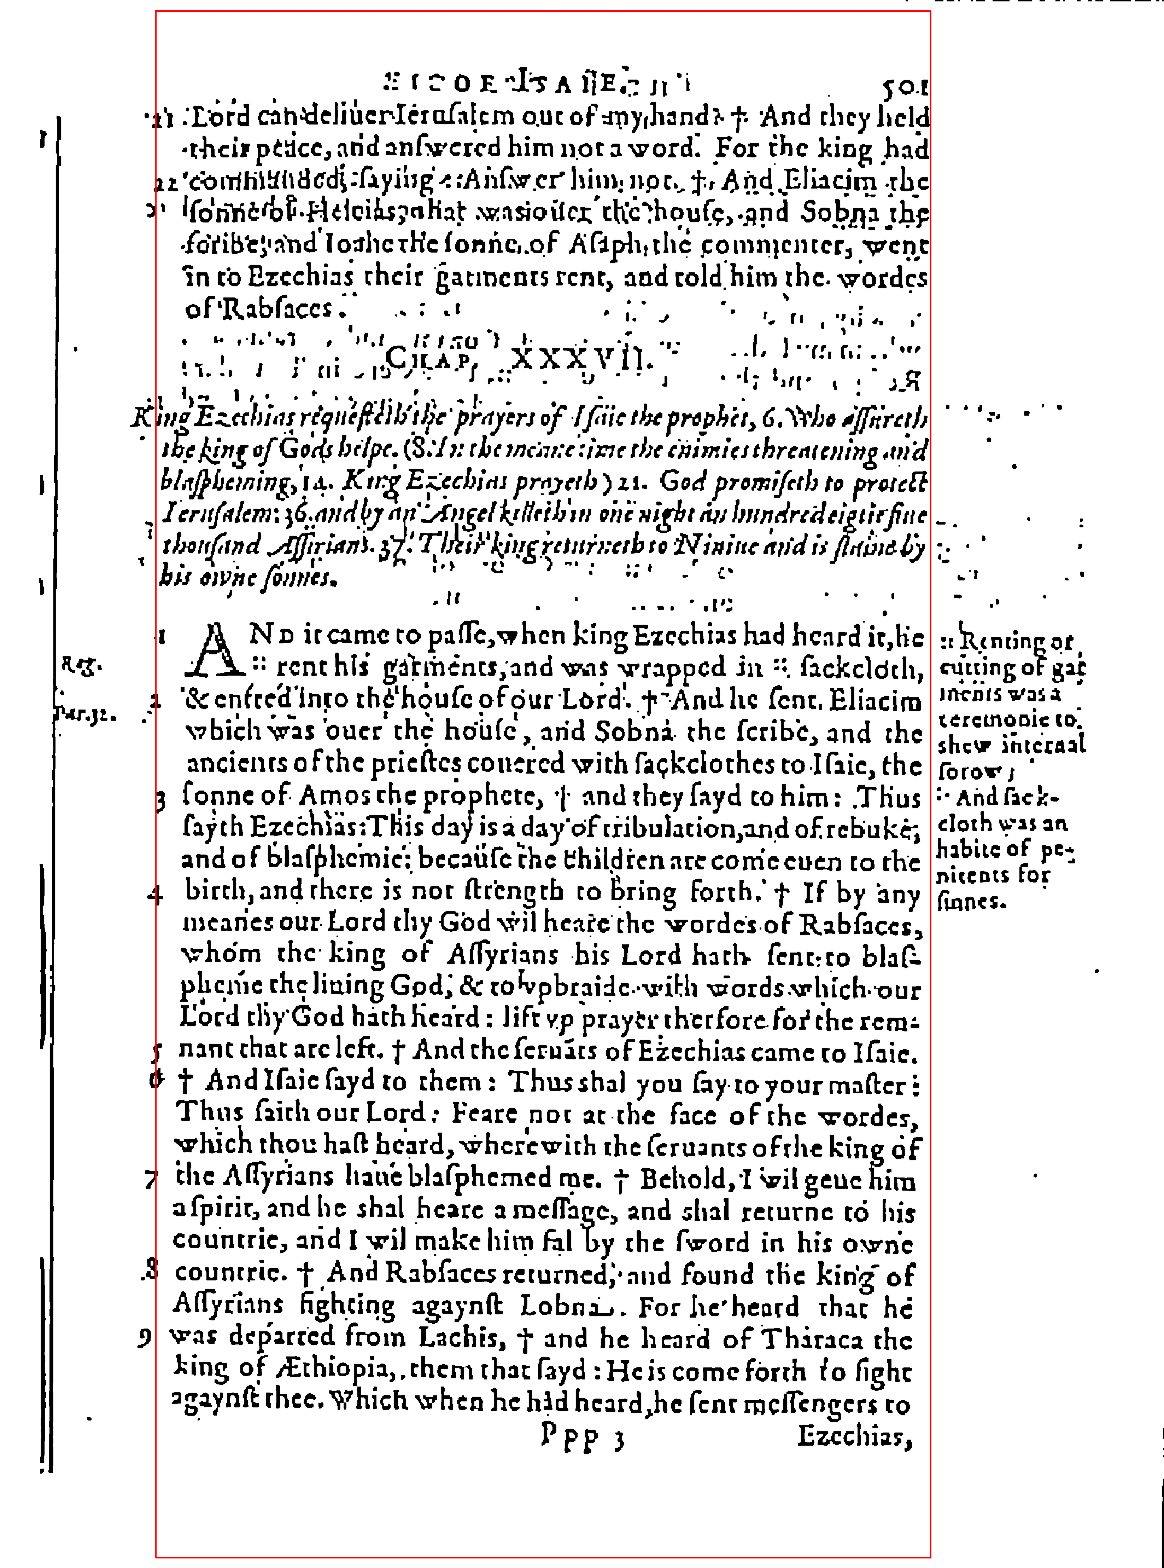 501
21 Lord can deliuer Ierusalem out of my hand? † And they held
their peace, and answered him not a word. For the king had
22 commanded, saying: Answer him not. † And Eliacim the
sonne of Helcias, that was ouer the house, and Sobna the
scribe, and Ioahe the sonne of Asaph, the commenter, went
in to Ezechias their garments rent, and told him the wordes
of Rabsaces.
CHAP. XXXVII.
King Ezechias requesteth the prayers of Isaie the prophet, 6. Who assureth
the king of Gods helpe. (8. In the meane time the enimies threatening and
blaspheming, 14. King Ezechias prayeth) 21. God promiseth to protect
Ierusalem: 36. and by an Angel killeth in one night an hundred eigtie fiue
thousand Assirians. 37. Their king returneth to Niniue and is slaine by
his owne sonnes.
1 AND it came to passe, when king Ezechias had heard it, he
:: rent his garments, and was wrapped in :: sackcloth,
2 & entred into the house of our Lord. † And he sent Eliacim
which was ouer the house, and Sobna the scribe, and the
ancients of the priestes couered with sackclothes to Isaie, the
3 sonne of Amos the prophete, † and they sayd to him: Thus
sayth Ezechias: This day is a day of tribulation, and of rebuke,
and of blasphemie: because the children are come euen to the
4 birth, and there is not strength to bring forth. † If by any
meanes our Lord thy God wil heare the wordes of Rabsaces,
whom the king of Assyrians his Lord hath sent to blas-
pheme the liuing God, & to vpbraide with words which our
Lord thy God hath heard: lift vp prayer therfore for the rem-
5 nant that are left. † And the seruāts of Ezechias came to Isaie.
6 † And Isaie sayd to them: Thus shal you say to your master:
Thus saith our Lord: Feare not at the face of the wordes,
which thou hast heard, wherewith the seruants of the king of
7 the Assyrians haue blasphemed me. † Behold, I wil geue him
a spirit, and he shal heare a message, and shal returne to his
countrie, and I wil make him fal by the sword in his owne
8 countrie. † And Rabsaces returned, and found the king of
Assyrians fighting agaynst Lobna. For he heard that he
9 was departed from Lachis, † and he heard of Tharaca the
king of Æthiopia, them that sayd: He is come forth to fight
agaynst thee. Which when he had heard, he sent messengers to
Ppp 3 Ezechias,
Reg.
Par. 32.
:: Renting or
cutting of gar
ments was a
ceremonie to
shew internal
sorow;
:: And sack-
cloth was an
habite of pe-
nitents for
sinnes.